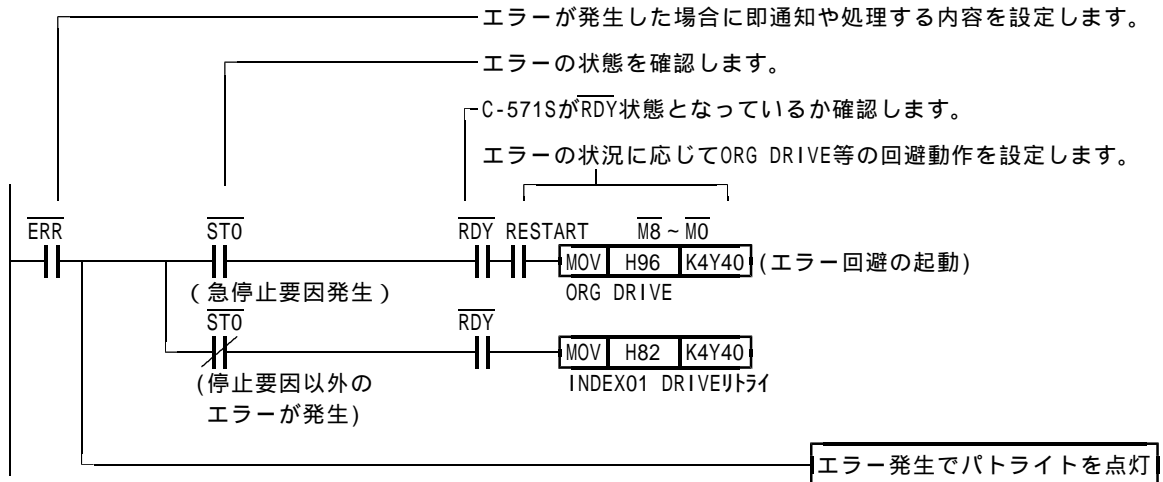 エラーが発生した場合に即通知や処理する内容を設定します。
エラーの状態を確認します。
C-571SがRDY状態となっているか確認します。
エラーの状況に応じてORG DRIVE等の回避動作を設定します。
ERR ST0 RDY RESTART M8~M0
MOV H96 K4Y40 (エラー回避の起動)
(急停止要因発生) ORG DRIVE
ST0 RDY
MOV H82 K4Y40
(停止要因以外の INDEX01 DRIVEリトライ
エラーが発生)
エラー発生でパトライトを点灯